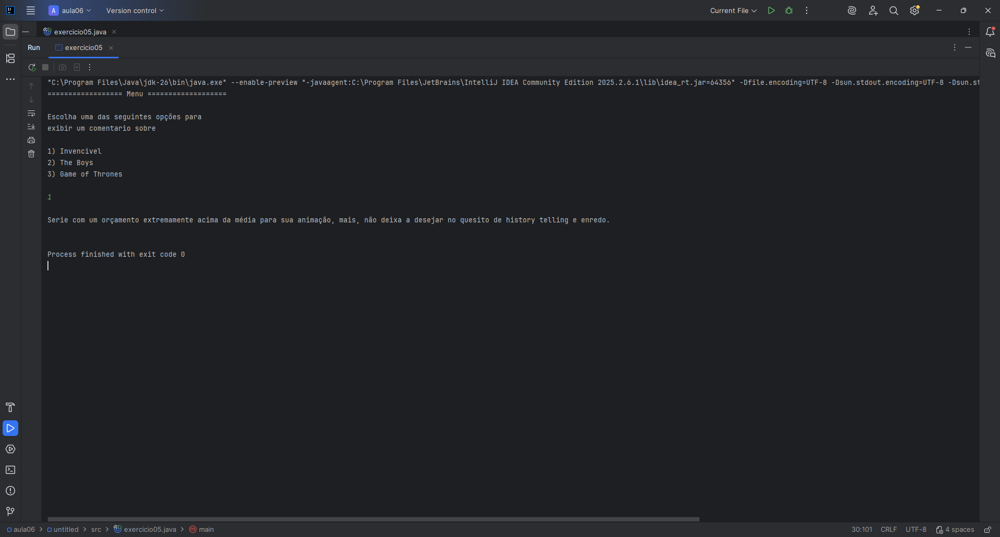 A aula06 Version control Current File
exercicio05.java
Run exercicio05
"C:\Program Files\Java\jdk-26\bin\java.exe" --enable-preview "-javaagent:C:\Program Files\JetBrains\IntelliJ IDEA Community Edition 2025.2.6.1\lib\idea_rt.jar=64356" -Dfile.encoding=UTF-8 -Dsun.stdout.encoding=UTF-8 -Dsun.st
================== Menu ===================
Escolha uma das seguintes opções para
exibir um comentario sobre
1) Invencivel
2) The Boys
3) Game of Thrones
1
Serie com um orçamento extremamente acima da média para sua animação, mais, não deixa a desejar no quesito de history telling e enredo.
Process finished with exit code 0
aula06 > untitled > src > exercicio05.java > main 30:101 CRLF UTF-8 4 spaces